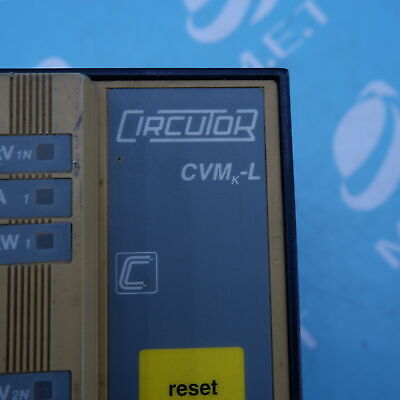 CIRCUTOR
CVMK-L
V1N
A 1
W 1
C
reset
V2N
M.E.T